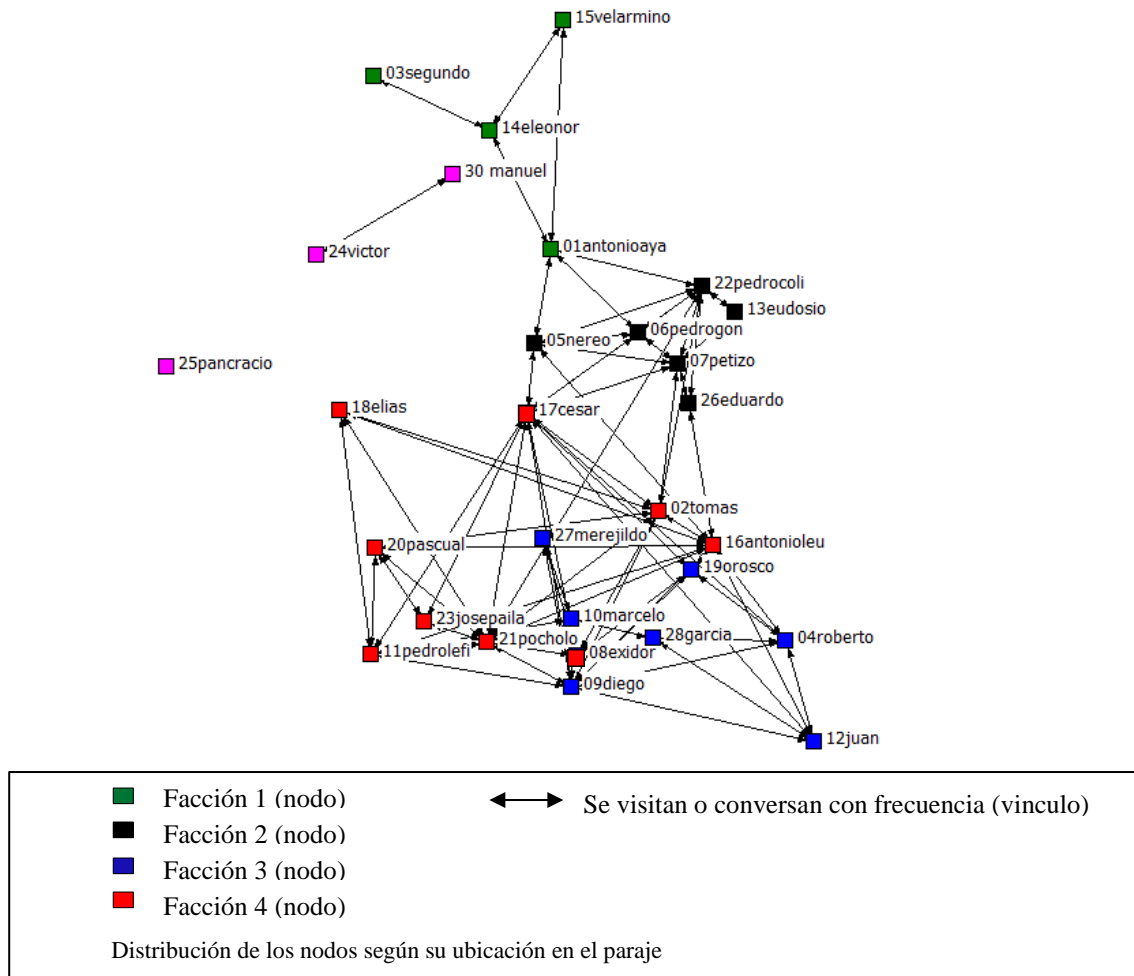 15velarmino
03segundo
14eleonor
30 manuel
24victor
01antonioaya
22pedrocoli
13eudosio
06pedrogon
05nereo
07petizo
25pancracio
26eduardo
18elias
17cesar
02tomas
27merejildo
16antonioleu
20pascual
19orosco
23josepaila
10marcelo
28garcia
04roberto
21pocholo
11pedrolefi
08exidor
09diego
12juan
Facción 1 (nodo)
Se visitan o conversan con frecuencia (vinculo)
Facción 2 (nodo)
Facción 3 (nodo)
Facción 4 (nodo)
Distribución de los nodos según su ubicación en el paraje